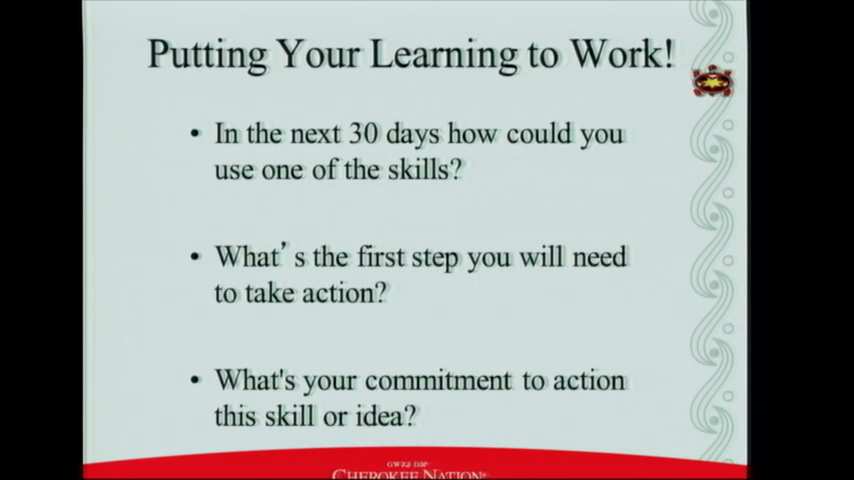 Putting Your Learning to Work!
• In the next 30 days how could you
use one of the skills?
• What’s the first step you will need
to take action?
• What's your commitment to action
this skill or idea?
CHEROKEE NATION®